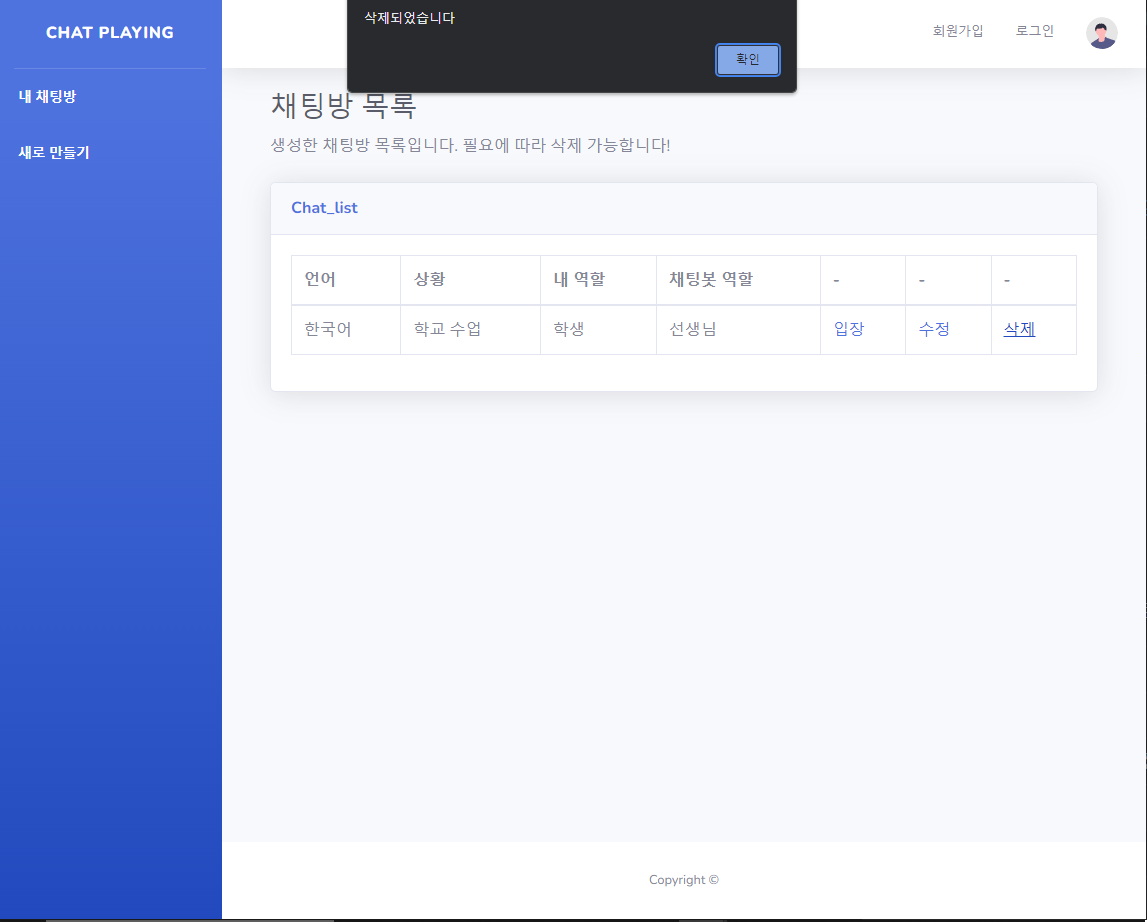 CHAT PLAYING
내 채팅방
새로 만들기
삭제되었습니다
확인
회원가입
로그인
채팅방 목록
생성한 채팅방 목록입니다. 필요에 따라 삭제 가능합니다!
Chat_list
언어 상황 내 역할 채팅봇 역할 - - -
한국어 학교 수업 학생 선생님 입장 수정 삭제
Copyright ©